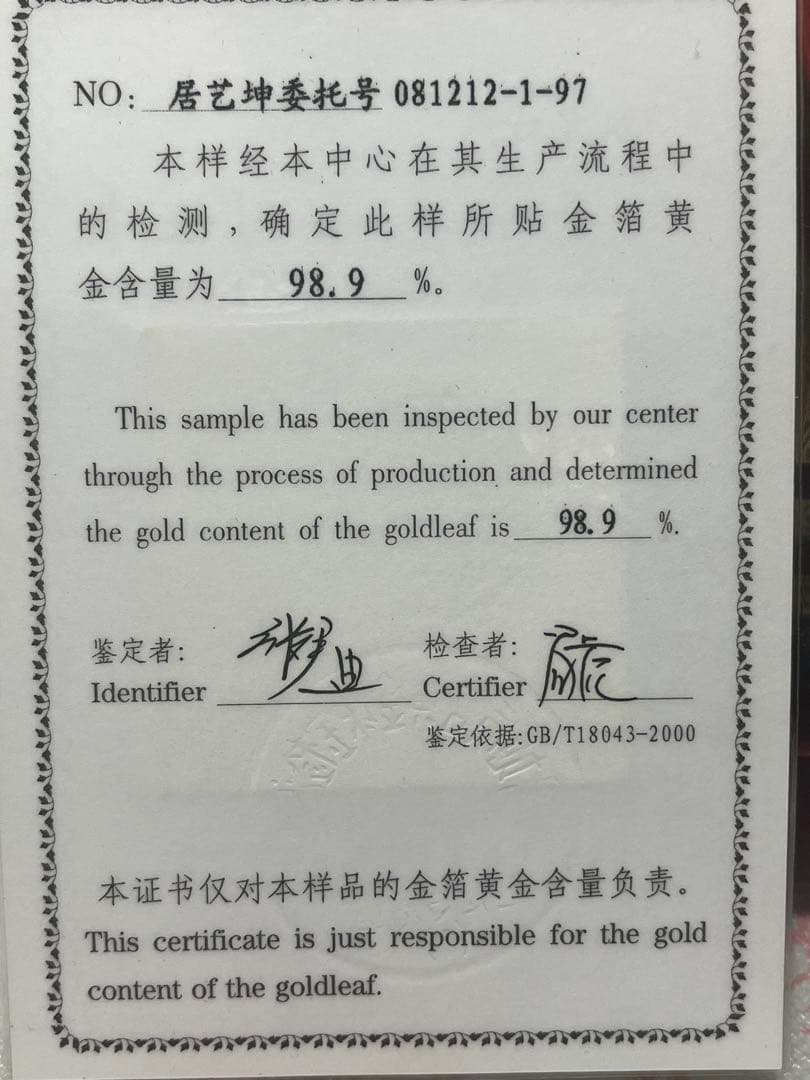 NO: 居艺坤委托号 081212-1-97
本样经本中心在其生产流程中
的检测，确定此样所贴金箔黄
金含量为 98.9 %。
This sample has been inspected by our center
through the process of production and determined
the gold content of the goldleaf is 98.9 %.
鉴定者:
Identifier
检查者:
Certifier
鉴定依据:GB/T18043-2000
本证书仅对本样品的金箔黄金含量负责。
This certificate is just responsible for the gold
content of the goldleaf.